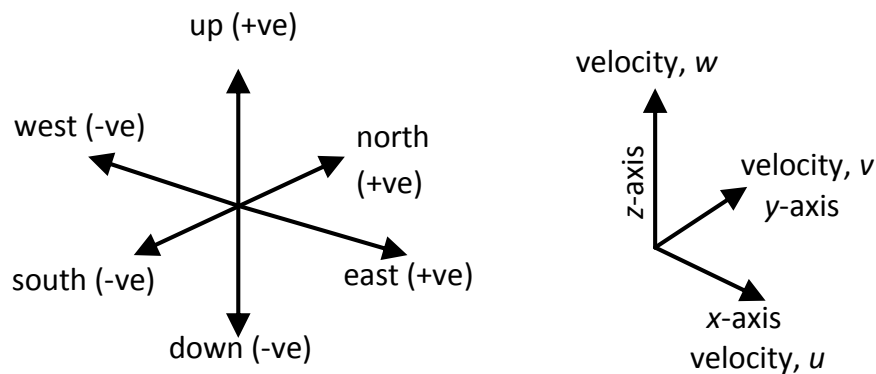 up (+ve)
west (-ve)
north
(+ve)
south (-ve)
east (+ve)
down (-ve)
velocity, w
z-axis
velocity, v
y-axis
x-axis
velocity, u